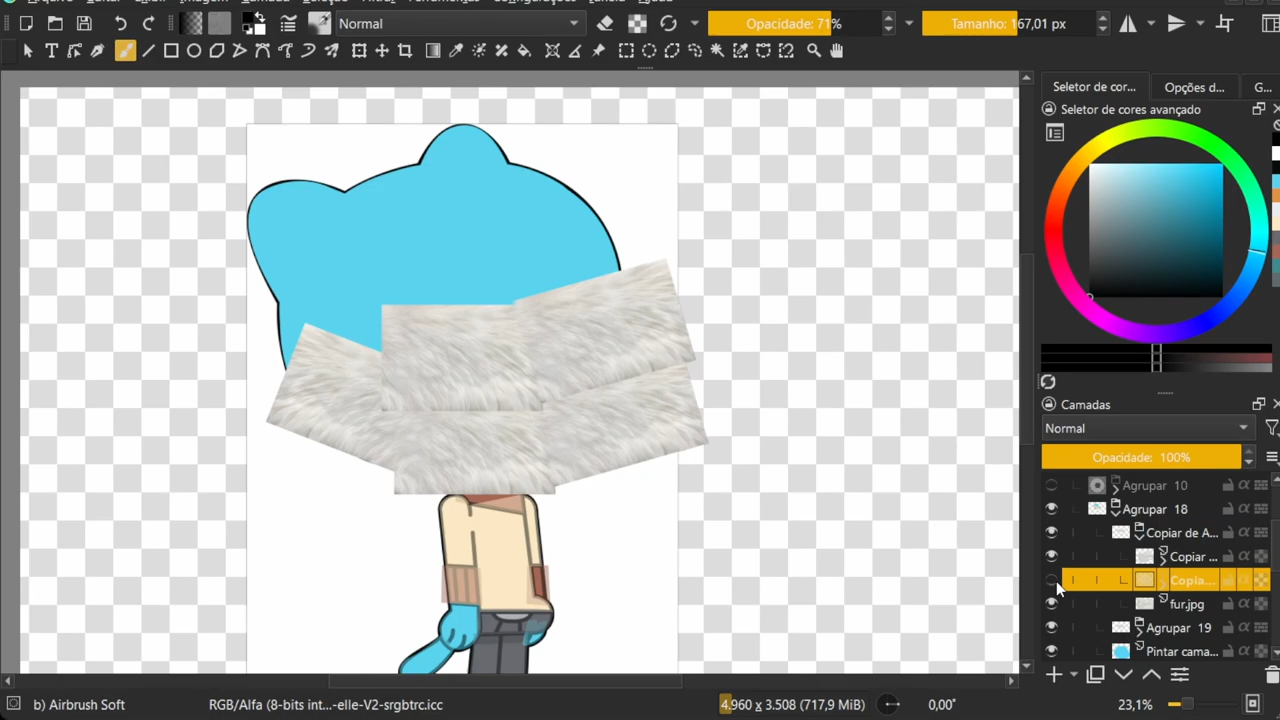 Normal
Opacidade: 71%
Tamanho: 167,01 px
Seletor de cor...
Opções d...
G...
Seletor de cores avançado
Camadas
Normal
Opacidade: 100%
Agrupar 10
Agrupar 18
Copiar de A...
Copiar ...
Copia...
fur.jpg
Agrupar 19
Pintar cama...
b) Airbrush Soft
RGB/Alfa (8-bits int...-elle-V2-srgbtrc.icc
4.960 x 3.508 (717,9 MiB)
0,00°
23,1%